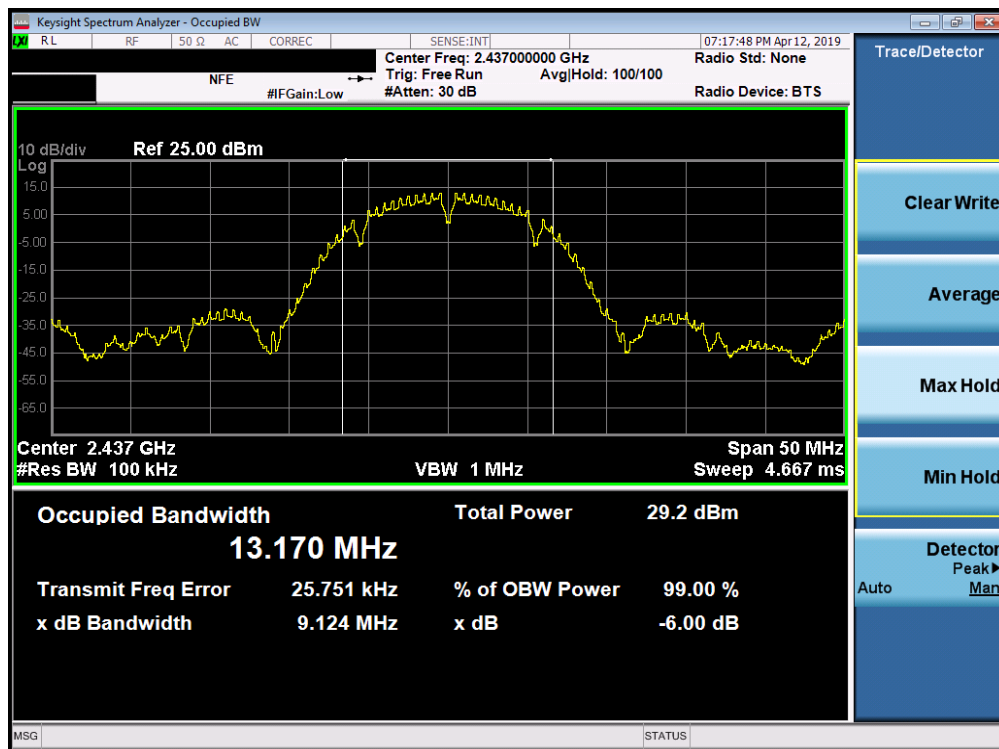 Keysight Spectrum Analyzer - Occupied BW
LXI RL RF 50 Ω AC CORREC SENSE:INT 07:17:48 PM Apr 12, 2019
Center Freq: 2.437000000 GHz Radio Std: None
NFE Trig: Free Run Avg|Hold: 100/100
#IFGain:Low #Atten: 30 dB Radio Device: BTS
10 dB/div Ref 25.00 dBm
Log
15.0
5.00
-5.00
-15.0
-25.0
-35.0
-45.0
-55.0
-65.0
Center 2.437 GHz Span 50 MHz
#Res BW 100 kHz VBW 1 MHz Sweep 4.667 ms
Occupied Bandwidth Total Power 29.2 dBm
13.170 MHz
Transmit Freq Error 25.751 kHz % of OBW Power 99.00 %
x dB Bandwidth 9.124 MHz x dB -6.00 dB
MSG STATUS
Trace/Detector
Clear Write
Average
Max Hold
Min Hold
Detector
Peak▶
Auto Man